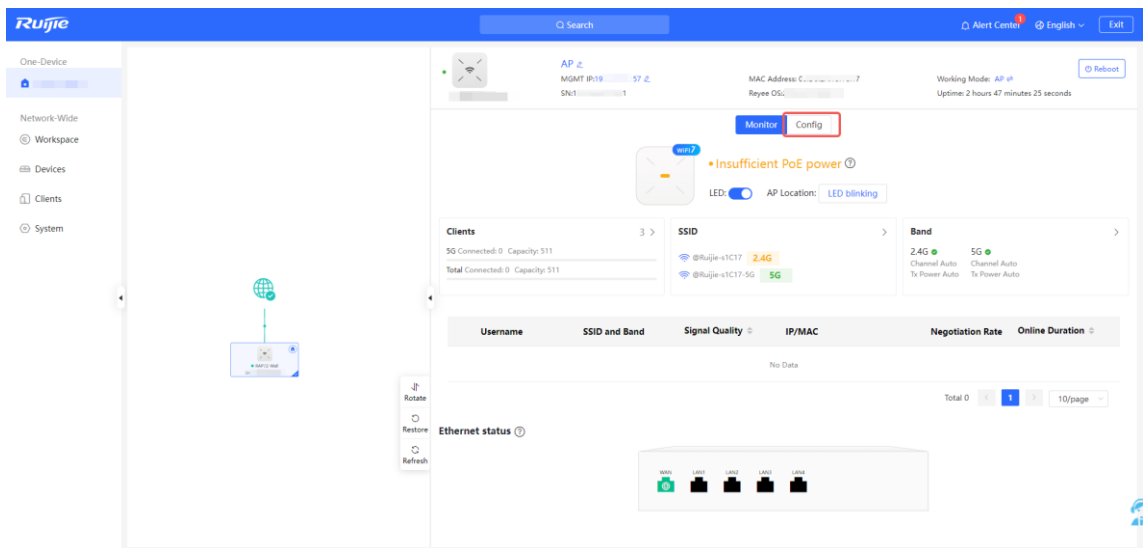 Ruijie
Search
Alert Center
1
English
Exit
One-Device
Network-Wide
Workspace
Devices
Clients
System
AP
MGMT IP:19 57
SN:1 1
MAC Address: 7
Reyee OS:
Working Mode: AP
Uptime: 2 hours 47 minutes 25 seconds
Reboot
Monitor Config
WIFI7
Insufficient PoE power
LED: AP Location: LED blinking
Clients 3
5G Connected: 0 Capacity: 511
Total Connected: 0 Capacity: 511
SSID
@Ruijie-s1C17 2.4G
@Ruijie-s1C17-5G 5G
Band
2.4G 5G
Channel Auto Channel Auto
Tx Power Auto Tx Power Auto
Username SSID and Band Signal Quality IP/MAC Negotiation Rate Online Duration
No Data
Total 0 1 10/page
Rotate
Restore
Refresh
Ethernet status
WAN LAN1 LAN2 LAN3 LAN4